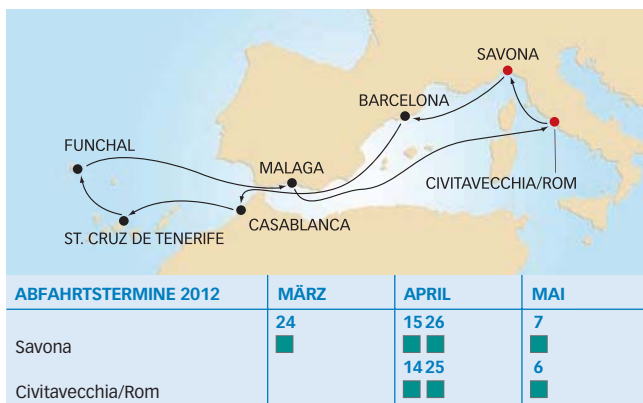 SAVONA
BARCELONA
FUNCHAL
MALAGA
CIVITAVECCHIA/ROM
CASABLANCA
ST. CRUZ DE TENERIFE
ABFAHRTSTERMINE 2012 MÄRZ APRIL MAI
24 15 26 7
Savona
14 25 6
Civitavecchia/Rom